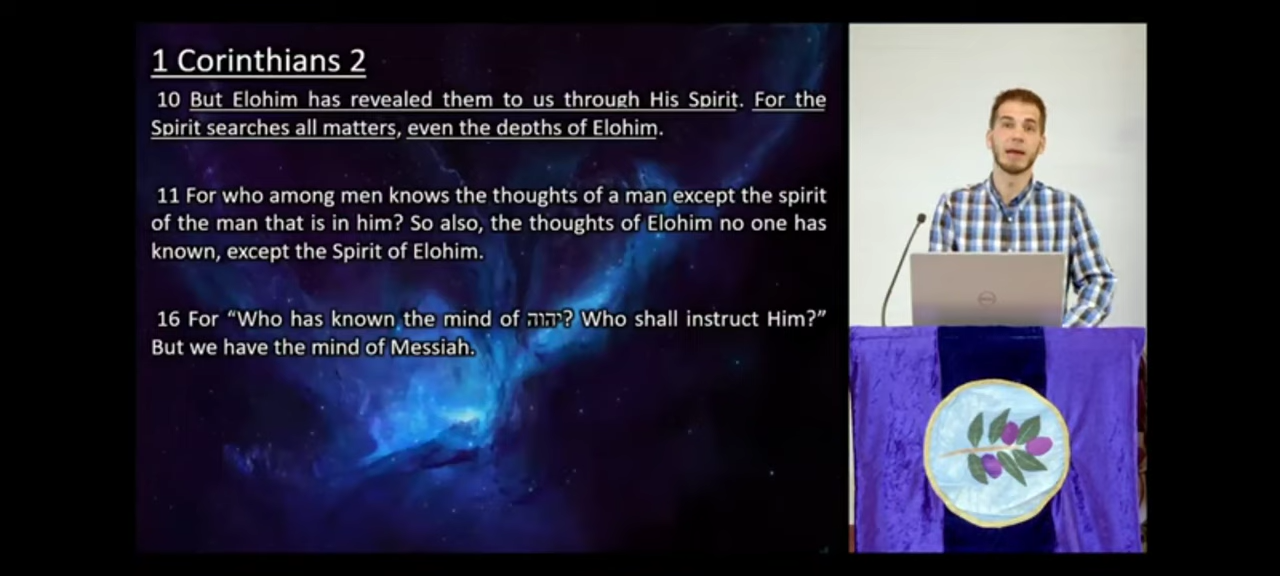 1 Corinthians 2
10 But Elohim has revealed them to us through His Spirit. For the
Spirit searches all matters, even the depths of Elohim.
11 For who among men knows the thoughts of a man except the spirit
of the man that is in him? So also, the thoughts of Elohim no one has
known, except the Spirit of Elohim.
16 For “Who has known the mind of יהוה? Who shall instruct Him?”
But we have the mind of Messiah.
DELL